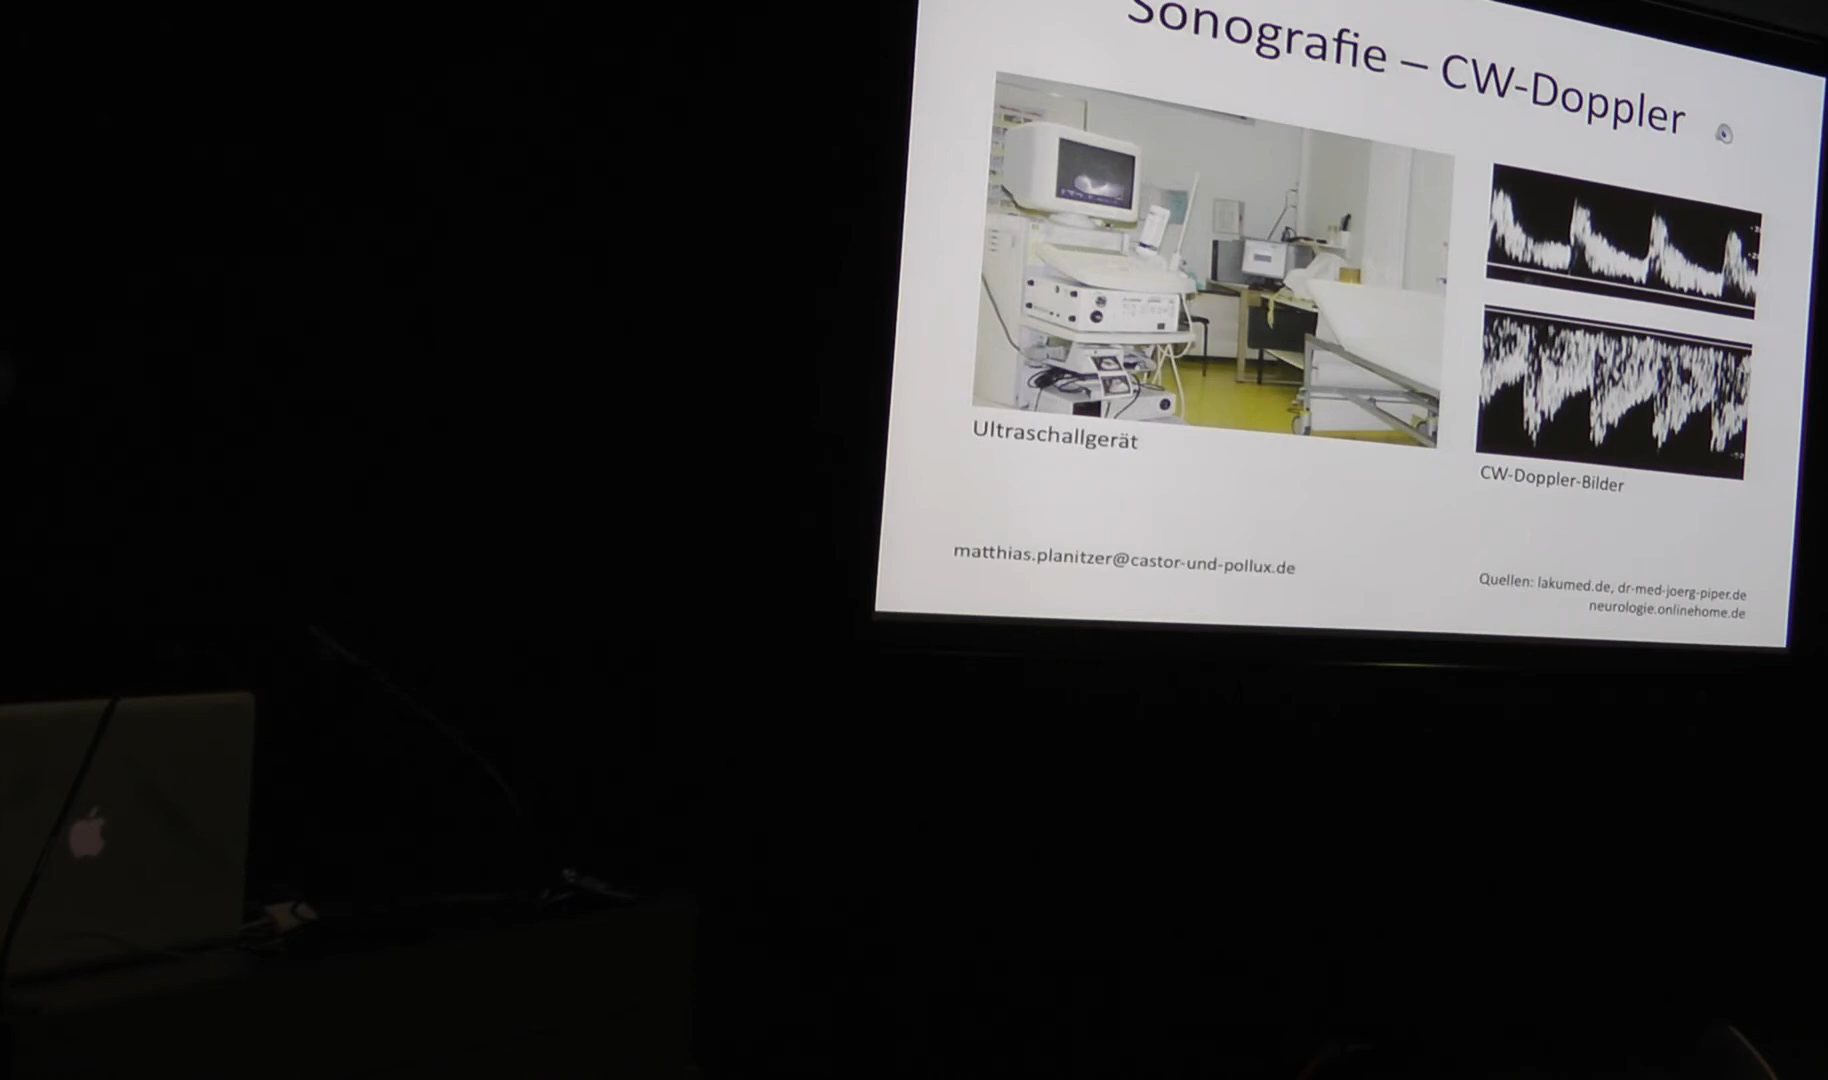 Sonografie – CW-Doppler
Ultraschallgerät
CW-Doppler-Bilder
matthias.planitzer@castor-und-pollux.de
Quellen: lakumed.de, dr-med-joerg-piper.de
neurologie.onlinehome.de